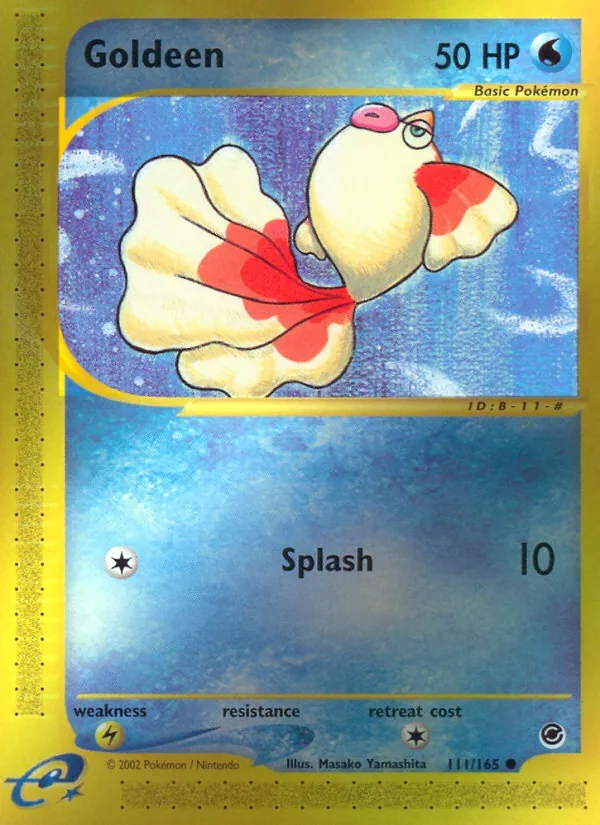 Goldeen 50 HP
Basic Pokémon
ID:B-11-#
Splash 10
weakness resistance retreat cost
© 2002 Pokémon / Nintendo Illus. Masako Yamashita 111/165
e